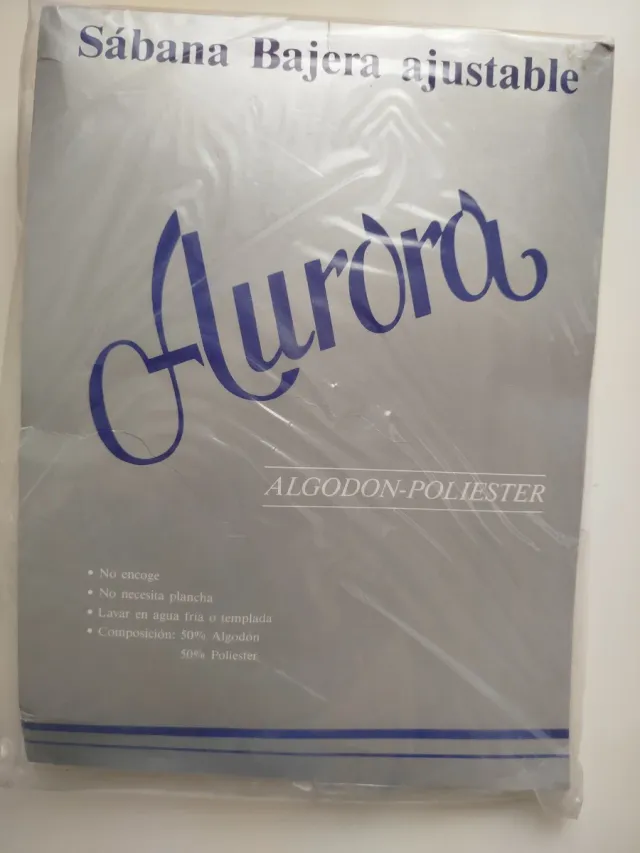 Sábana Bajera ajustable
Aurora
ALGODON-POLIESTER
• No encoge
• No necesita plancha
• Lavar en agua fria o templada
• Composición: 50% Algodón
50% Poliester